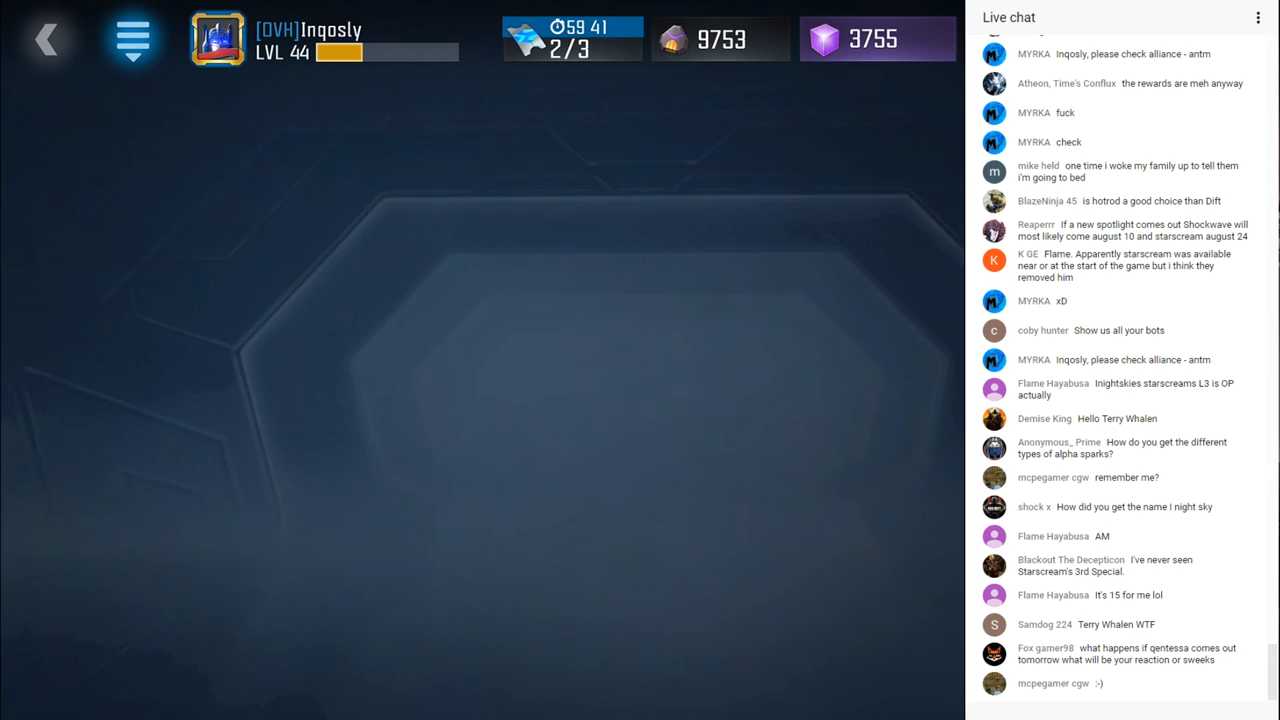 [OVH]Inqosly
LVL 44
59 41
2/3
9753
3755
Live chat
MYRKA Inqosly, please check alliance - antm
Atheon, Time's Conflux the rewards are meh anyway
MYRKA fuck
MYRKA check
m
mike held one time i woke my family up to tell them
i'm going to bed
BlazeNinja 45 is hotrod a good choice than Dift
Reaperrr If a new spotlight comes out Shockwave will
most likely come august 10 and starscream august 24
K
K GE Flame. Apparently starscream was available
near or at the start of the game but i think they
removed him
MYRKA xD
c
coby hunter Show us all your bots
MYRKA Inqosly, please check alliance - antm
Flame Hayabusa Inightskies starscreams L3 is OP
actually
Demise King Hello Terry Whalen
Anonymous_ Prime How do you get the different
types of alpha sparks?
mcpegamer cgw remember me?
shock x How did you get the name I night sky
Flame Hayabusa AM
Blackout The Decepticon I've never seen
Starscream's 3rd Special.
Flame Hayabusa It's 15 for me lol
S
Samdog 224 Terry Whalen WTF
Fox gamer98 what happens if qentessa comes out
tomorrow what will be your reaction or sweeks
mcpegamer cgw :-)